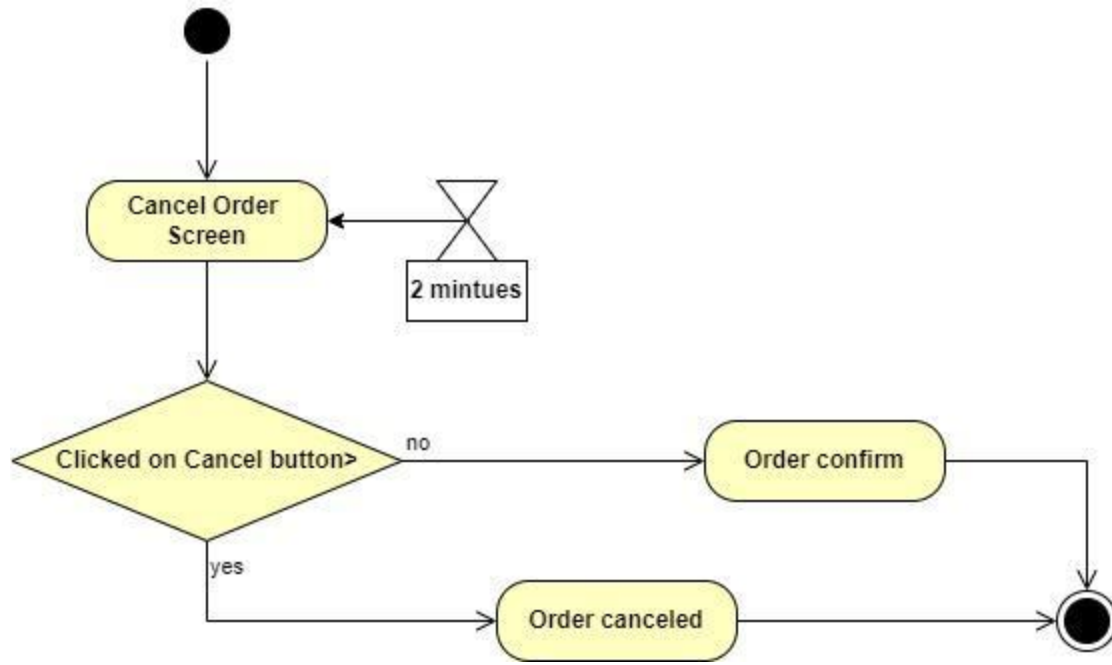 Cancel Order
Screen
2 mintues
Clicked on Cancel button>
no
Order confirm
yes
Order canceled